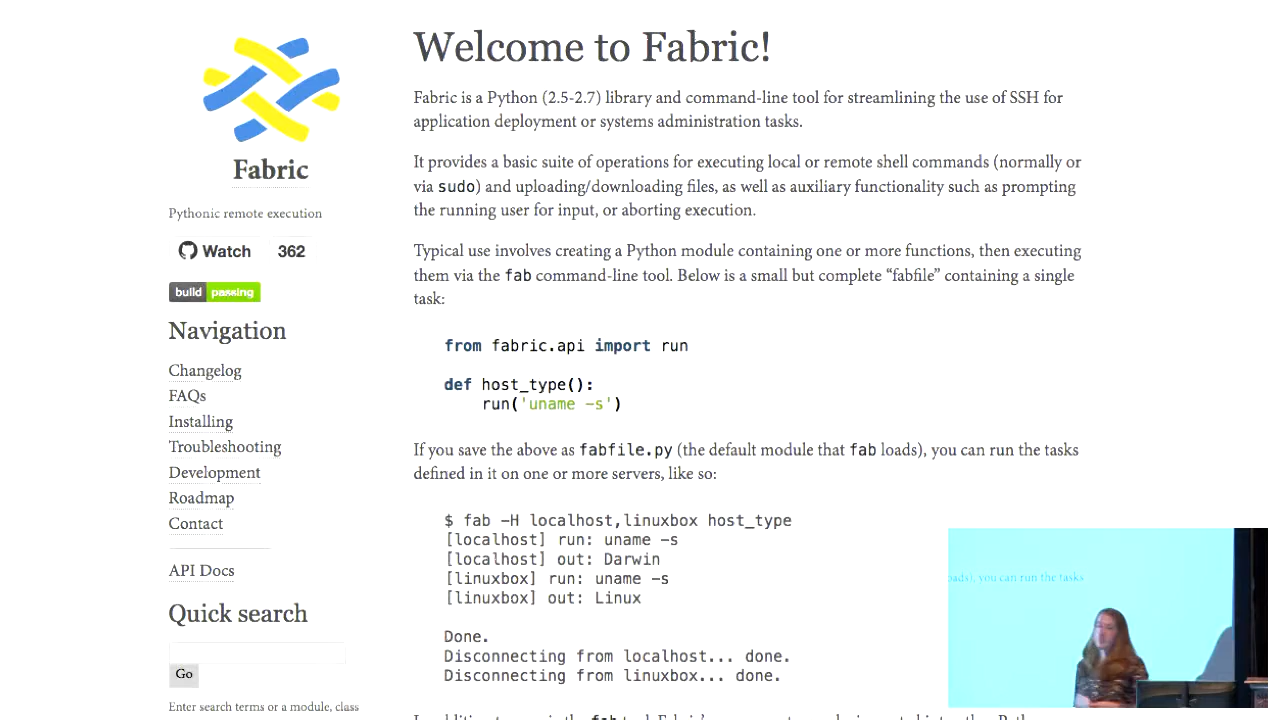 Fabric
Pythonic remote execution
Watch 362
build passing
Navigation
Changelog
FAQs
Installing
Troubleshooting
Development
Roadmap
Contact
API Docs
Quick search
Go
Enter search terms or a module, class
Welcome to Fabric!
Fabric is a Python (2.5-2.7) library and command-line tool for streamlining the use of SSH for
application deployment or systems administration tasks.
It provides a basic suite of operations for executing local or remote shell commands (normally or
via sudo) and uploading/downloading files, as well as auxiliary functionality such as prompting
the running user for input, or aborting execution.
Typical use involves creating a Python module containing one or more functions, then executing
them via the fab command-line tool. Below is a small but complete “fabfile” containing a single
task:
from fabric.api import run
def host_type():
    run('uname -s')
If you save the above as fabfile.py (the default module that fab loads), you can run the tasks
defined in it on one or more servers, like so:
$ fab -H localhost,linuxbox host_type
[localhost] run: uname -s
[localhost] out: Darwin
[linuxbox] run: uname -s
[linuxbox] out: Linux
Done.
Disconnecting from localhost... done.
Disconnecting from linuxbox... done.
oads), you can run the tasks